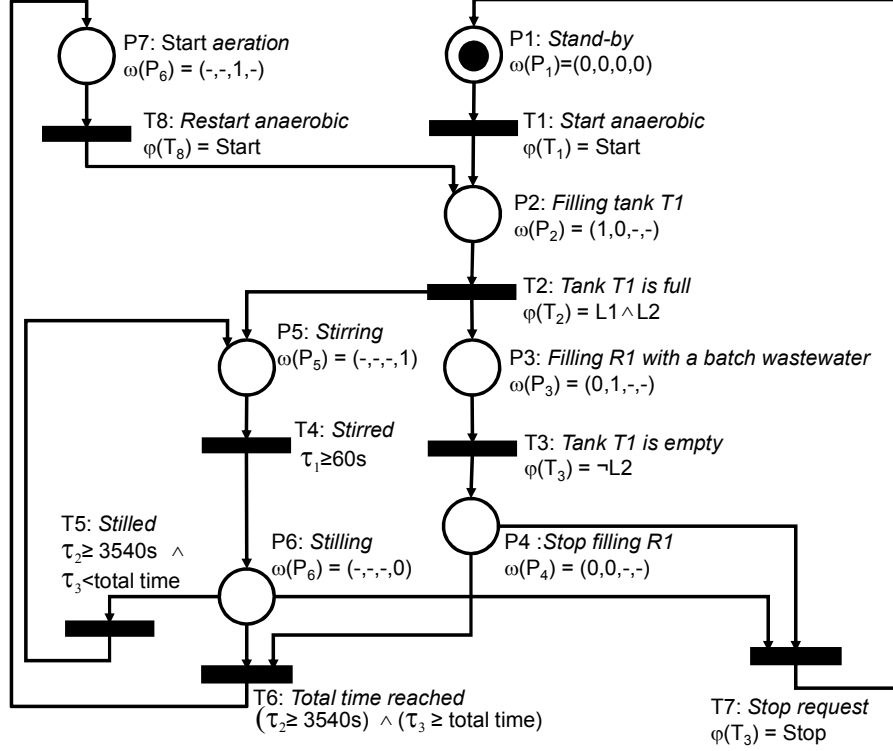 P7: Start aeration
ω(P₆) = (-,-,1,-)
P1: Stand-by
ω(P₁)=(0,0,0,0)
T8: Restart anaerobic
φ(T₈) = Start
T1: Start anaerobic
φ(T₁) = Start
P2: Filling tank T1
ω(P₂) = (1,0,-,-)
T2: Tank T1 is full
φ(T₂) = L1∧L2
P5: Stirring
ω(P₅) = (-,-,-,1)
P3: Filling R1 with a batch wastewater
ω(P₃) = (0,1,-,-)
T4: Stirred
τ₁≥60s
T3: Tank T1 is empty
φ(T₃) = ¬L2
T5: Stilled
τ₂≥ 3540s ∧
τ₃<total time
P6: Stilling
ω(P₆) = (-,-,-,0)
P4 :Stop filling R1
ω(P₄) = (0,0,-,-)
T6: Total time reached
(τ₂≥ 3540s) ∧ (τ₃ ≥ total time)
T7: Stop request
φ(T₃) = Stop